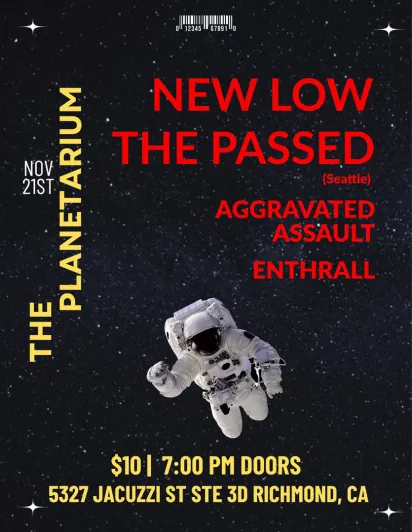 0 12345 67891 0
NEW LOW
THE PASSED
(Seattle)
AGGRAVATED
ASSAULT
ENTHRALL
NOV
21ST
THE
PLANETARIUM
$10 | 7:00 PM DOORS
5327 JACUZZI ST STE 3D RICHMOND, CA